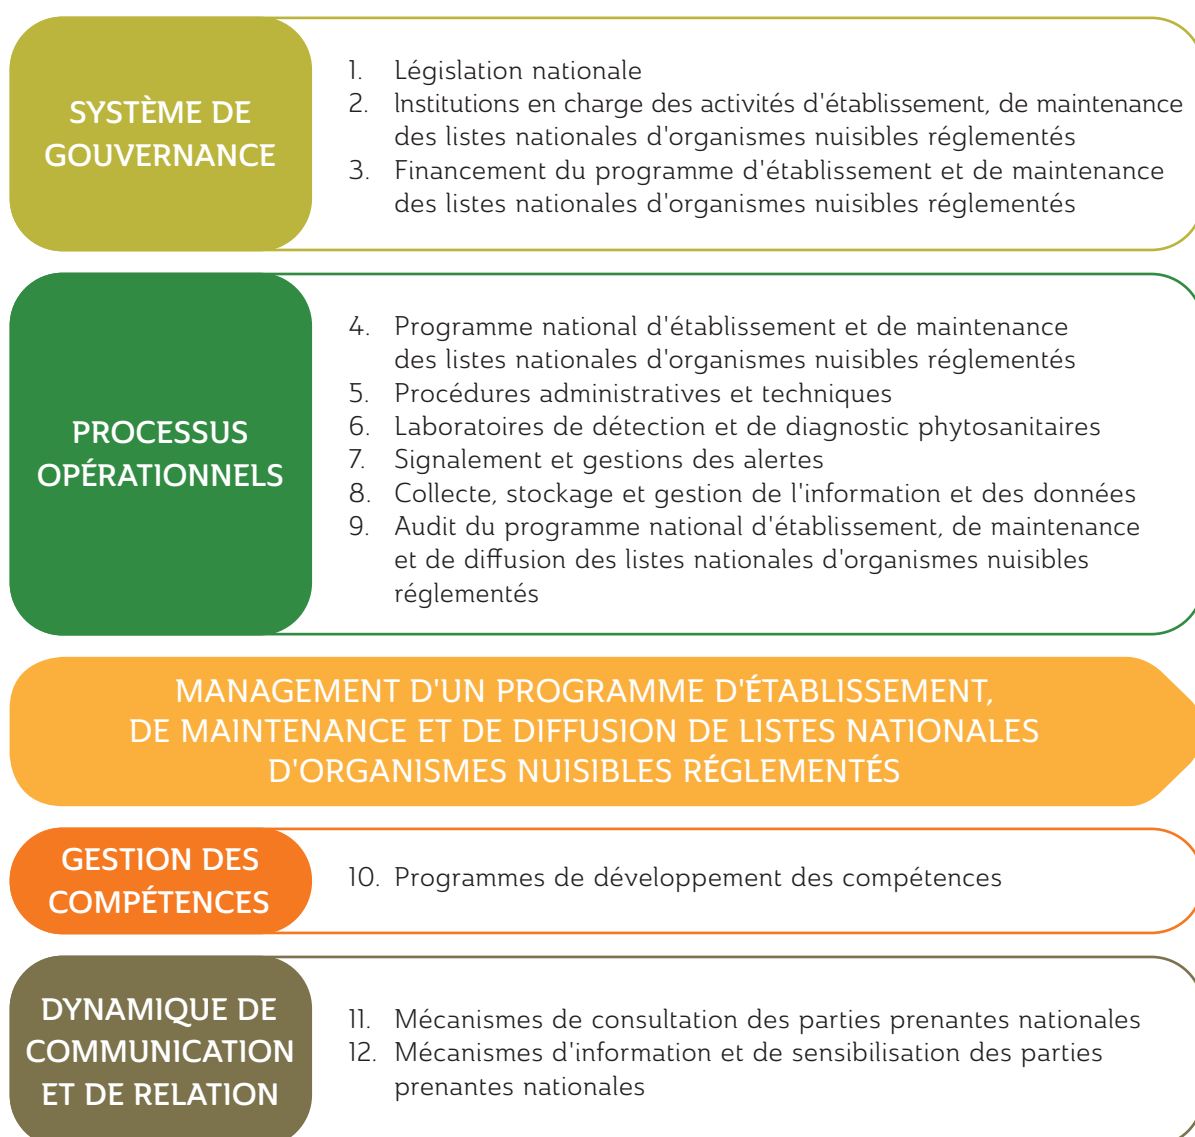 SYSTÈME DE
GOUVERNANCE
1. Législation nationale
2. Institutions en charge des activités d'établissement, de maintenance
des listes nationales d'organismes nuisibles réglementés
3. Financement du programme d'établissement et de maintenance
des listes nationales d'organismes nuisibles réglementés
PROCESSUS
OPÉRATIONNELS
4. Programme national d'établissement et de maintenance
des listes nationales d'organismes nuisibles réglementés
5. Procédures administratives et techniques
6. Laboratoires de détection et de diagnostic phytosanitaires
7. Signalement et gestions des alertes
8. Collecte, stockage et gestion de l'information et des données
9. Audit du programme national d'établissement, de maintenance
et de diffusion des listes nationales d'organismes nuisibles
réglementés
MANAGEMENT D'UN PROGRAMME D'ÉTABLISSEMENT,
DE MAINTENANCE ET DE DIFFUSION DE LISTES NATIONALES
D'ORGANISMES NUISIBLES RÉGLEMENTÉS
GESTION DES
COMPÉTENCES
10. Programmes de développement des compétences
DYNAMIQUE DE
COMMUNICATION
ET DE RELATION
11. Mécanismes de consultation des parties prenantes nationales
12. Mécanismes d'information et de sensibilisation des parties
prenantes nationales